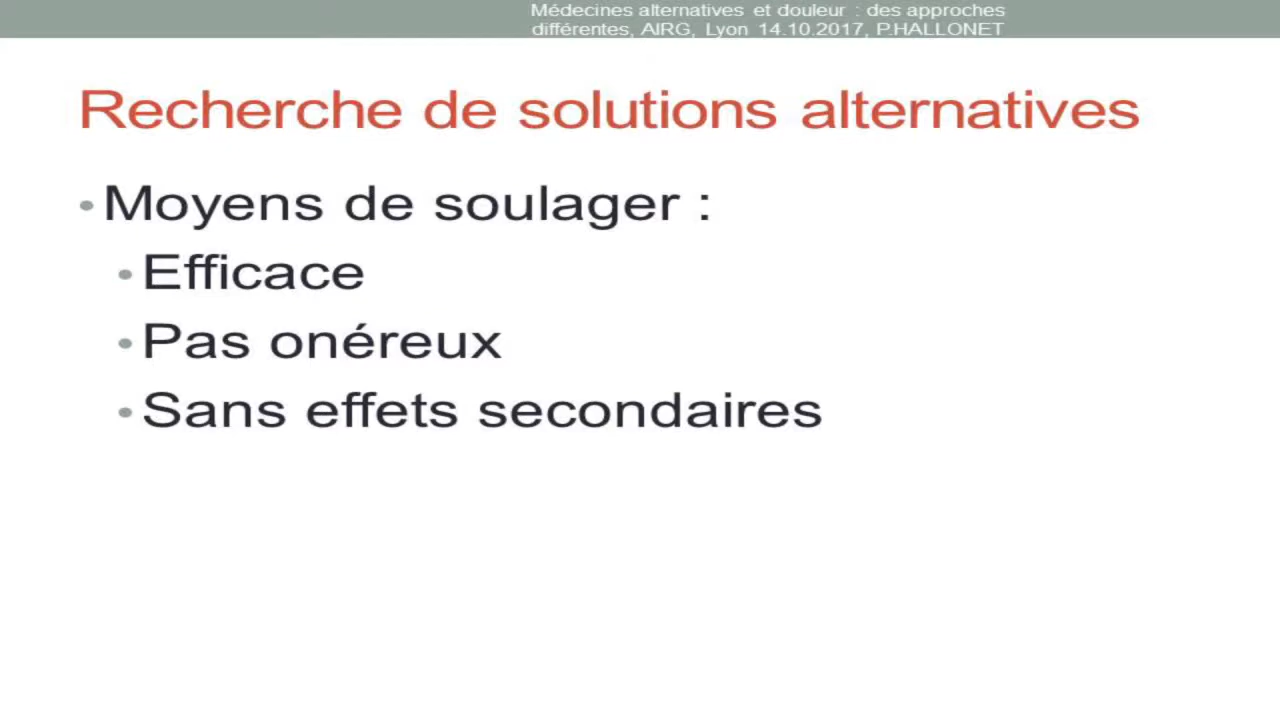 Médecines alternatives et douleur : des approches
différentes, AIRG, Lyon 14.10.2017, P.HALLONET
Recherche de solutions alternatives
• Moyens de soulager :
• Efficace
• Pas onéreux
• Sans effets secondaires